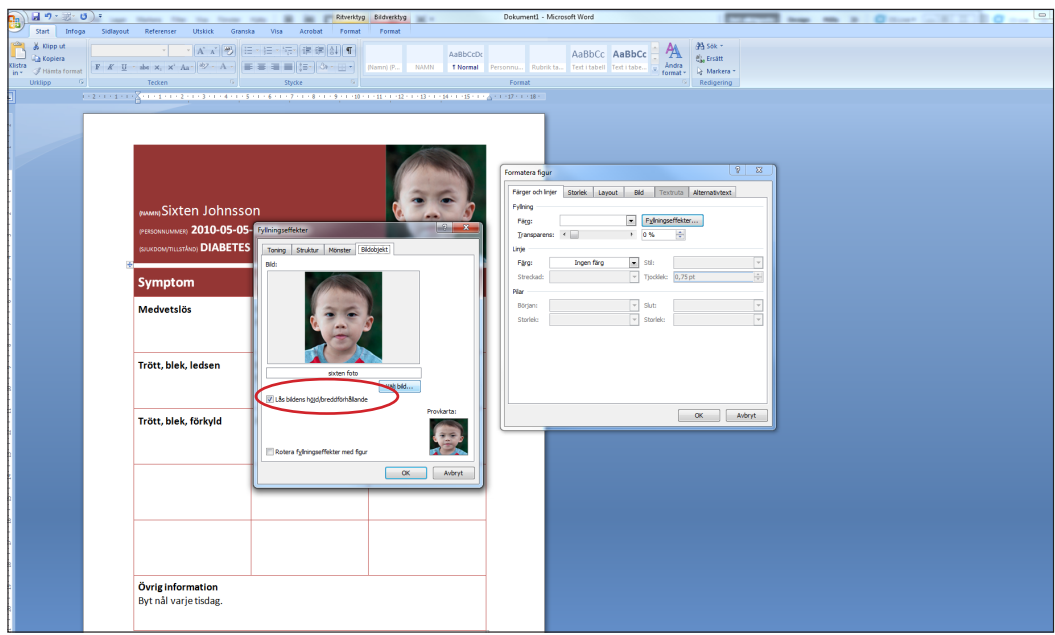 Ritverktyg Bildverktyg Dokument1 - Microsoft Word
Start Infoga Sidlayout Referenser Utskick Granska Visa Acrobat Format Format
Klipp ut
Kopiera
Hämta format
Klistra in
Urklipp
F K U abc x, x' Aa
Tecken
Stycke
(Namn) (P... NAMN
AaBbCcDc
¶ Normal
Personnu... Rubrik ta...
AaBbCc
Text i tabell
AaBbCc
Text i tabe...
Ändra format
Format
Sök
Ersätt
Markera
Redigering
(NAMN) Sixten Johnsson
(PERSONNUMMER) 2010-05-05-
(SJUKDOM/TILLSTÅND) DIABETES
Symptom
Medvetslös
Trött, blek, ledsen
Trött, blek, förkyld
Övrig information
Byt nål varje tisdag.
Fyllningseffekter
Toning Struktur Mönster Bildobjekt
Bild:
sixten foto
Välj bild...
Lås bildens höjd/breddförhållande
Provkarta:
Rotera fyllningseffekter med figur
OK Avbryt
Formatera figur
Färger och linjer Storlek Layout Bild Textruta Alternativtext
Fyllning
Färg: Fyllningseffekter...
Transparens: 0 %
Linje
Färg: Ingen färg Stil:
Streckad: Tjocklek: 0,75 pt
Pilar
Början: Slut:
Storlek: Storlek:
OK Avbryt